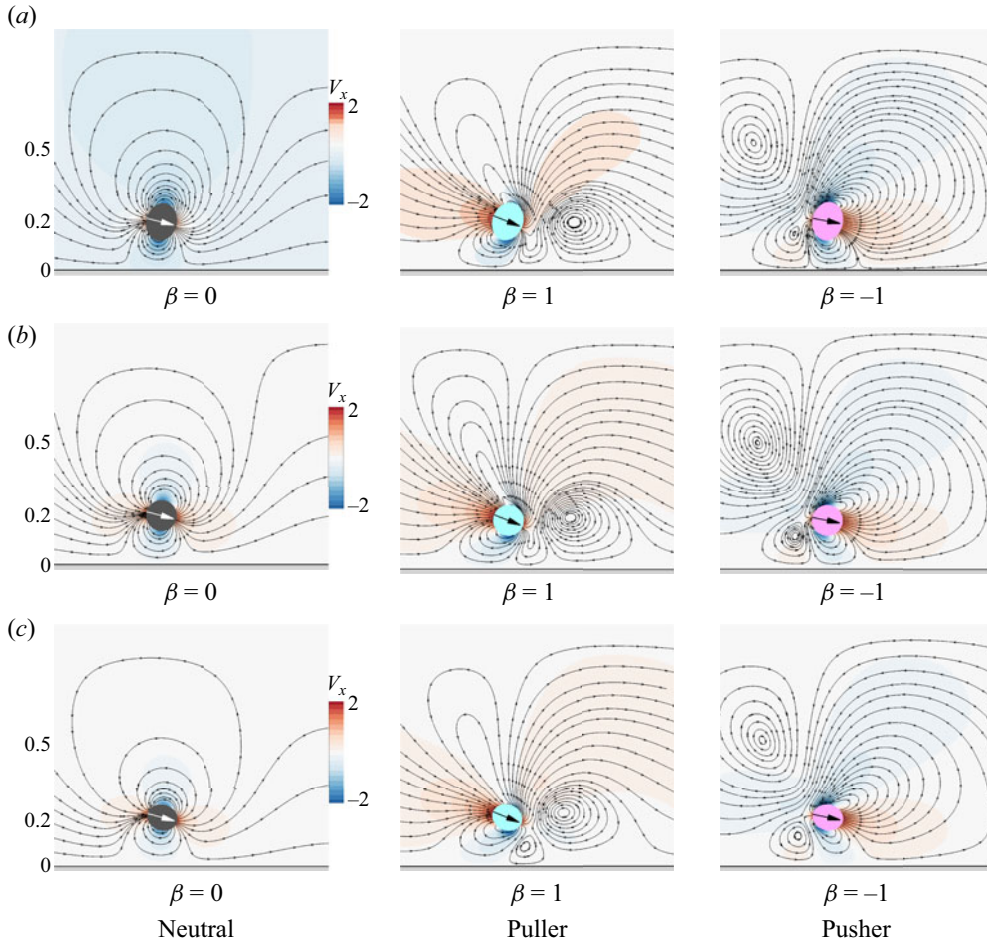 (a)
V_x
2
–2
0.5
0.2
0
β = 0
β = 1
β = –1
(b)
V_x
2
–2
0.5
0.2
0
β = 0
β = 1
β = –1
(c)
V_x
2
–2
0.5
0.2
0
β = 0
β = 1
β = –1
Neutral
Puller
Pusher